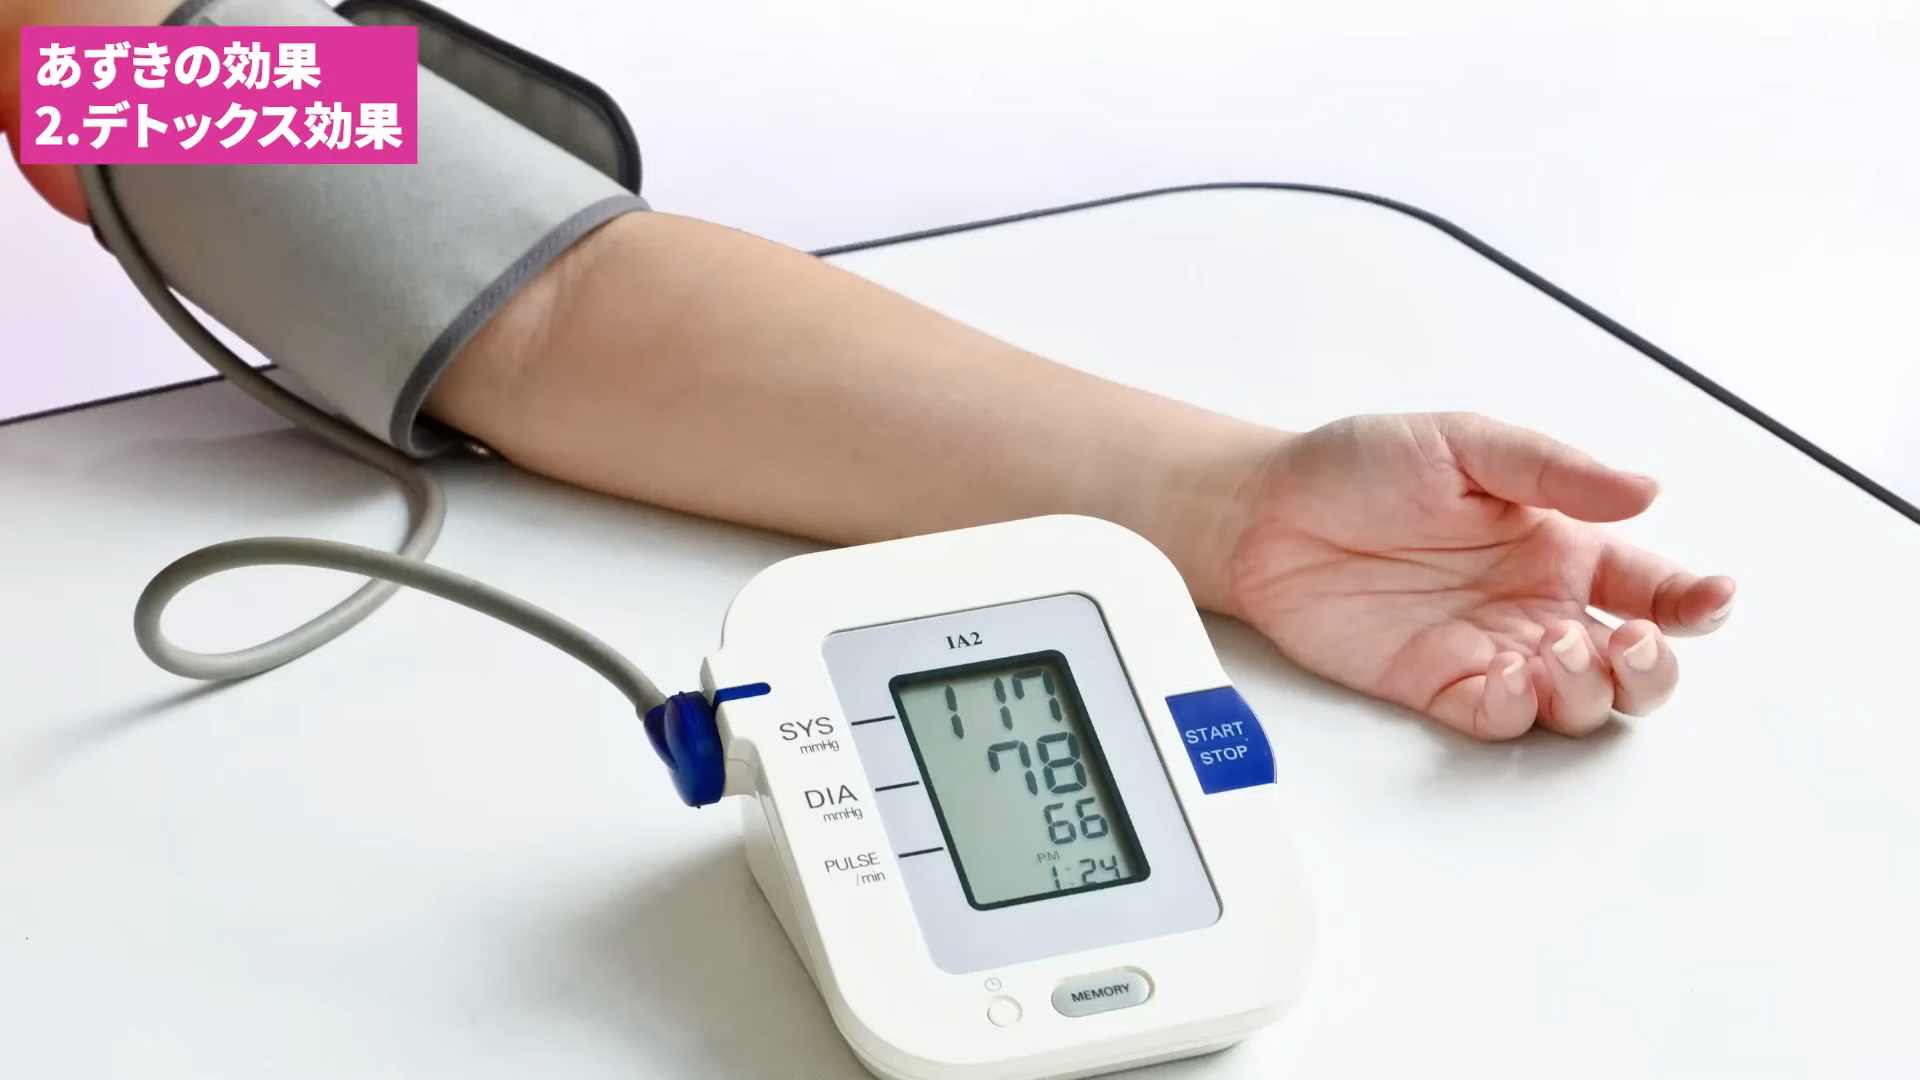 あずきの効果
2.デトックス効果
IA2
SYS
mmHg
117
DIA
mmHg
78
PULSE
/min
66
PM
1:24
START
STOP
MEMORY